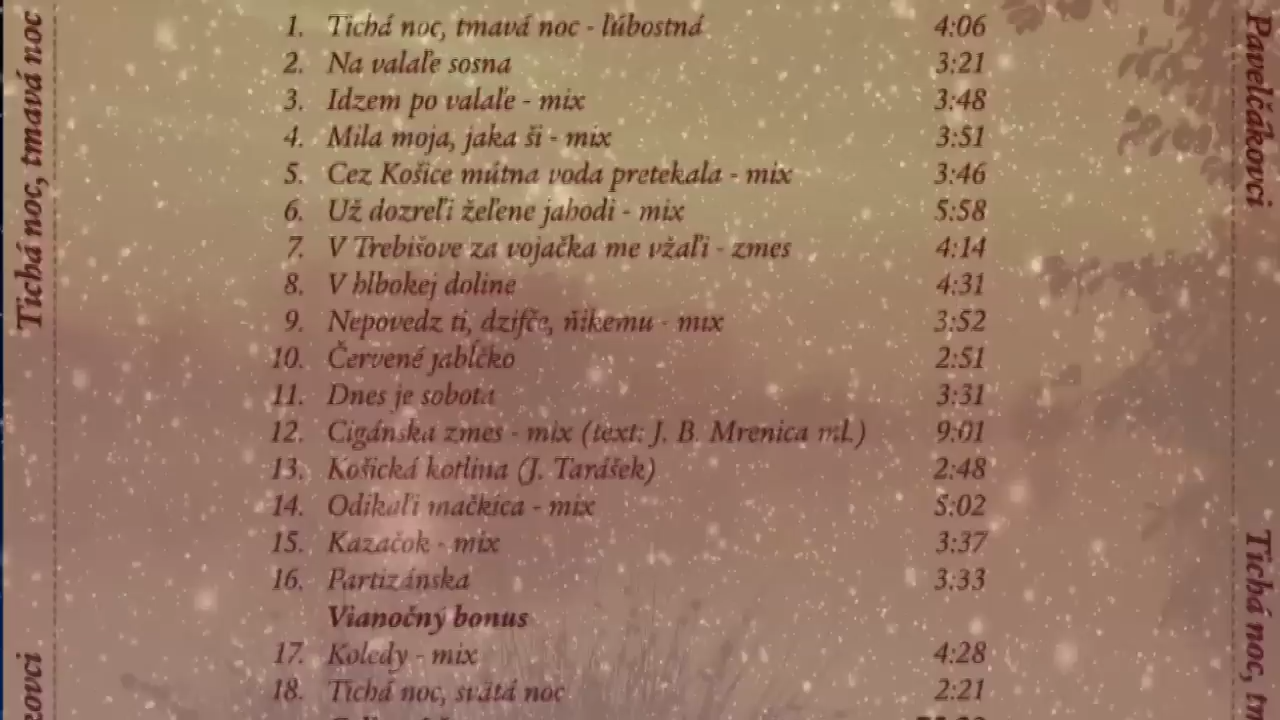 Tichá noc, tmavá noc
1. Tichá noc, tmavá noc - ľúbostná 4:06
2. Na valaľe sosna 3:21
3. Idzem po valaľe - mix 3:48
4. Mila moja, jaka ši - mix 3:51
5. Cez Košice mútna voda pretekala - mix 3:46
6. Už dozreľi žeľene jahodi - mix 5:58
7. V Trebišove za vojačka me vžaľi - zmes 4:14
8. V hlbokej doline 4:31
9. Nepovedz ti, dzifče, ňikemu - mix 3:52
10. Červené jabĺčko 2:51
11. Dnes je sobota 3:31
12. Cigánska zmes - mix (text: J. B. Mrenica ml.) 9:01
13. Košická kotlina (J. Tarášek) 2:48
14. Odikaľi mačkica - mix 5:02
15. Kazačok - mix 3:37
16. Partizánska 3:33
Vianočný bonus
17. Koledy - mix 4:28
18. Tichá noc, svätá noc 2:21
Pavelčákovci
Tichá noc,